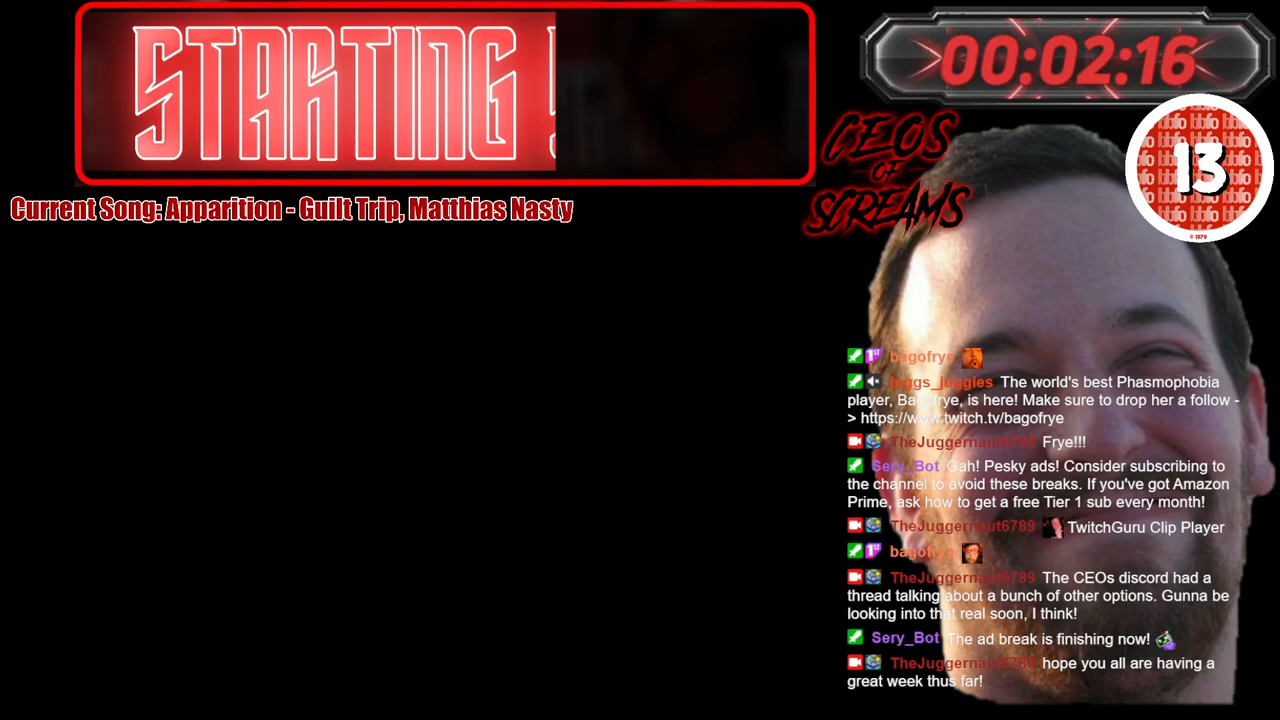 STARTING
00:02:16
CEOS
OF
SCREAMS
13
© 1979
Current Song: Apparition - Guilt Trip, Matthias Nasty
bagofrye
juggs_juggles The world's best Phasmophobia
player, Bagofrye, is here! Make sure to drop her a follow -
> https://www.twitch.tv/bagofrye
TheJuggernaut6789 Frye!!!
Sery_Bot Gah! Pesky ads! Consider subscribing to
the channel to avoid these breaks. If you've got Amazon
Prime, ask how to get a free Tier 1 sub every month!
TheJuggernaut6789 TwitchGuru Clip Player
bagofrye
TheJuggernaut6789 The CEOs discord had a
thread talking about a bunch of other options. Gunna be
looking into that real soon, I think!
Sery_Bot The ad break is finishing now!
TheJuggernaut6789 hope you all are having a
great week thus far!